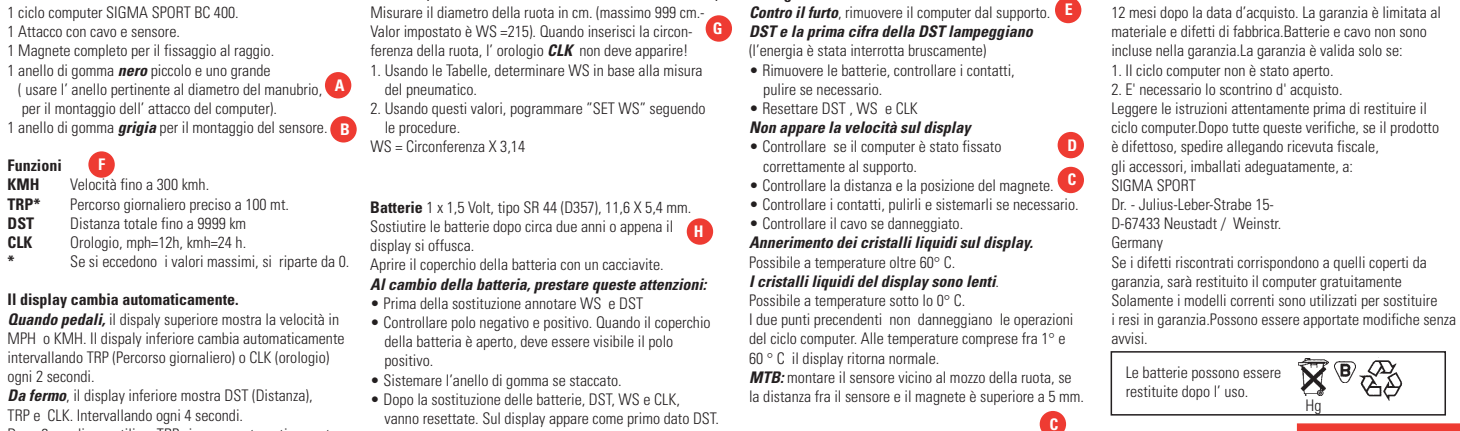 1 ciclo computer SIGMA SPORT BC 400.
1 Attacco con cavo e sensore.
1 Magnete completo per il fissaggio al raggio.
1 anello di gomma nero piccolo e uno grande
( usare l' anello pertinente al diametro del manubrio, A
per il montaggio dell' attacco del computer).
1 anello di gomma grigia per il montaggio del sensore. B
Funzioni F
KMH Velocità fino a 300 kmh.
TRP* Percorso giornaliero preciso a 100 mt.
DST Distanza totale fino a 9999 km
CLK Orologio, mph=12h, kmh=24 h.
* Se si eccedono i valori massimi, si riparte da 0.
Il display cambia automaticamente.
Quando pedali, il dispaly superiore mostra la velocità in
MPH o KMH. Il dispaly inferiore cambia automaticamente
intervallando TRP (Percorso giornaliero) o CLK (orologio)
ogni 2 secondi.
Da fermo, il display inferiore mostra DST (Distanza),
TRP e CLK. Intervallando ogni 4 secondi.
Misurare il diametro della ruota in cm. (massimo 999 cm.-
Valor impostato è WS =215). Quando inserisci la circon- G
ferenza della ruota, l' orologio CLK non deve apparire!
1. Usando le Tabelle, determinare WS in base alla misura
del pneumatico.
2. Usando questi valori, pogrammare "SET WS" seguendo
le procedure.
WS = Circonferenza X 3,14
Batterie 1 x 1,5 Volt, tipo SR 44 (D357), 11,6 X 5,4 mm.
Sostiutire le batterie dopo circa due anni o appena il H
display si offusca.
Aprire il coperchio della batteria con un cacciavite.
Al cambio della batteria, prestare queste attenzioni:
• Prima della sostituzione annotare WS e DST
• Controllare polo negativo e positivo. Quando il coperchio
della batteria è aperto, deve essere visibile il polo
positivo.
• Sistemare l'anello di gomma se staccato.
• Dopo la sostituzione delle batterie, DST, WS e CLK,
vanno resettate. Sul display appare come primo dato DST.
Contro il furto, rimuovere il computer dal supporto. E
DST e la prima cifra della DST lampeggiano
(l'energia è stata interrotta bruscamente)
• Rimuovere le batterie, controllare i contatti,
pulire se necessario.
• Resettare DST , WS e CLK
Non appare la velocità sul display
• Controllare se il computer è stato fissato D
correttamente al supporto.
• Controllare la distanza e la posizione del magnete. C
• Controllare i contatti, pulirli e sistemarli se necessario.
• Controllare il cavo se danneggiato.
Annerimento dei cristalli liquidi sul display.
Possibile a temperature oltre 60° C.
I cristalli liquidi del display sono lenti.
Possibile a temperature sotto lo 0° C.
I due punti precendenti non danneggiano le operazioni
del ciclo computer. Alle temperature comprese fra 1° e
60 ° C il display ritorna normale.
MTB: montare il sensore vicino al mozzo della ruota, se
la distanza fra il sensore e il magnete è superiore a 5 mm.
C
12 mesi dopo la data d'acquisto. La garanzia è limitata al
materiale e difetti di fabbrica.Batterie e cavo non sono
incluse nella garanzia.La garanzia è valida solo se:
1. Il ciclo computer non è stato aperto.
2. E' necessario lo scontrino d' acquisto.
Leggere le istruzioni attentamente prima di restituire il
ciclo computer.Dopo tutte queste verifiche, se il prodotto
è difettoso, spedire allegando ricevuta fiscale,
gli accessori, imballati adeguatamente, a:
SIGMA SPORT
Dr. - Julius-Leber-Strabe 15-
D-67433 Neustadt / Weinstr.
Germany
Se i difetti riscontrati corrispondono a quelli coperti da
garanzia, sarà restituito il computer gratuitamente
Solamente i modelli correnti sono utilizzati per sostituire
i resi in garanzia.Possono essere apportate modifiche senza
avvisi.
Le batterie possono essere
restituite dopo l' uso.
Hg
B